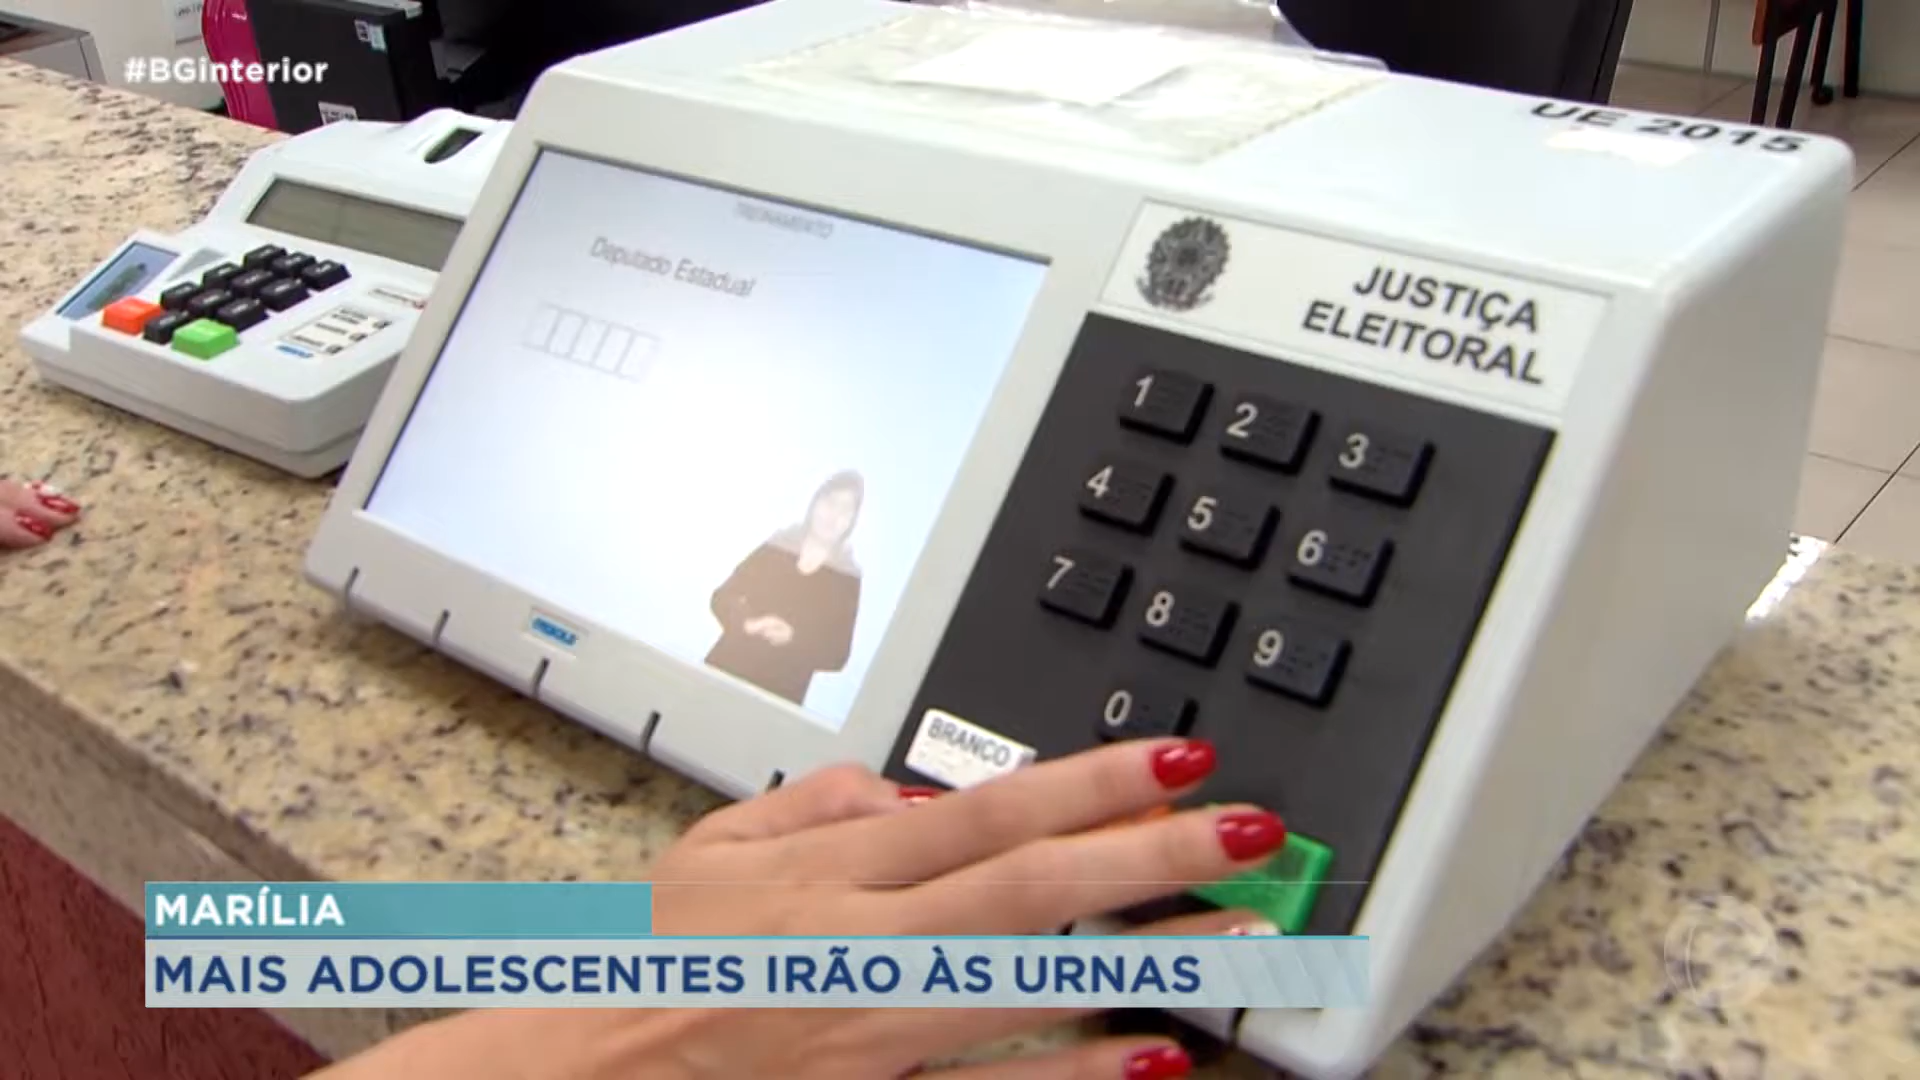 #BGinterior
UE 2015
TREINAMENTO
Deputado Estadual
JUSTIÇA
ELEITORAL
1
2
3
4
5
6
7
8
9
0
BRANCO
MARÍLIA
MAIS ADOLESCENTES IRÃO ÀS URNAS